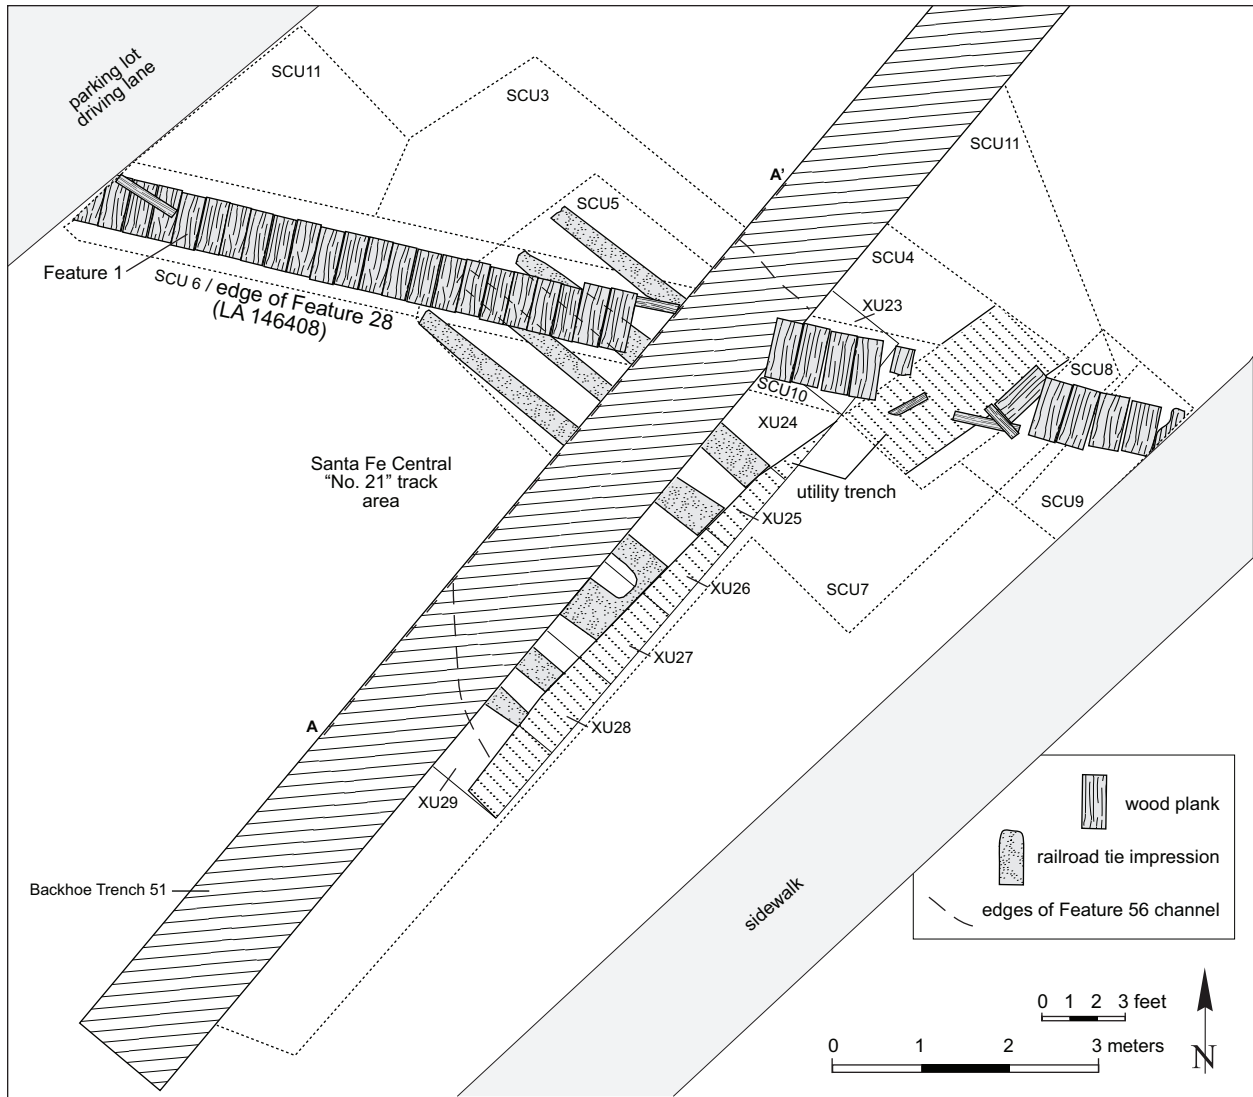 parking lot
driving lane
SCU11
SCU3
A'
SCU11
SCU5
SCU4
Feature 1
SCU 6 / edge of Feature 28
(LA 146408)
XU23
SCU8
SCU10
XU24
Santa Fe Central
“No. 21” track
area
utility trench
SCU9
XU25
XU26
SCU7
XU27
A
XU28
XU29
Backhoe Trench 51
sidewalk
wood plank
railroad tie impression
edges of Feature 56 channel
0 1 2 3 feet
0 1 2 3 meters
N